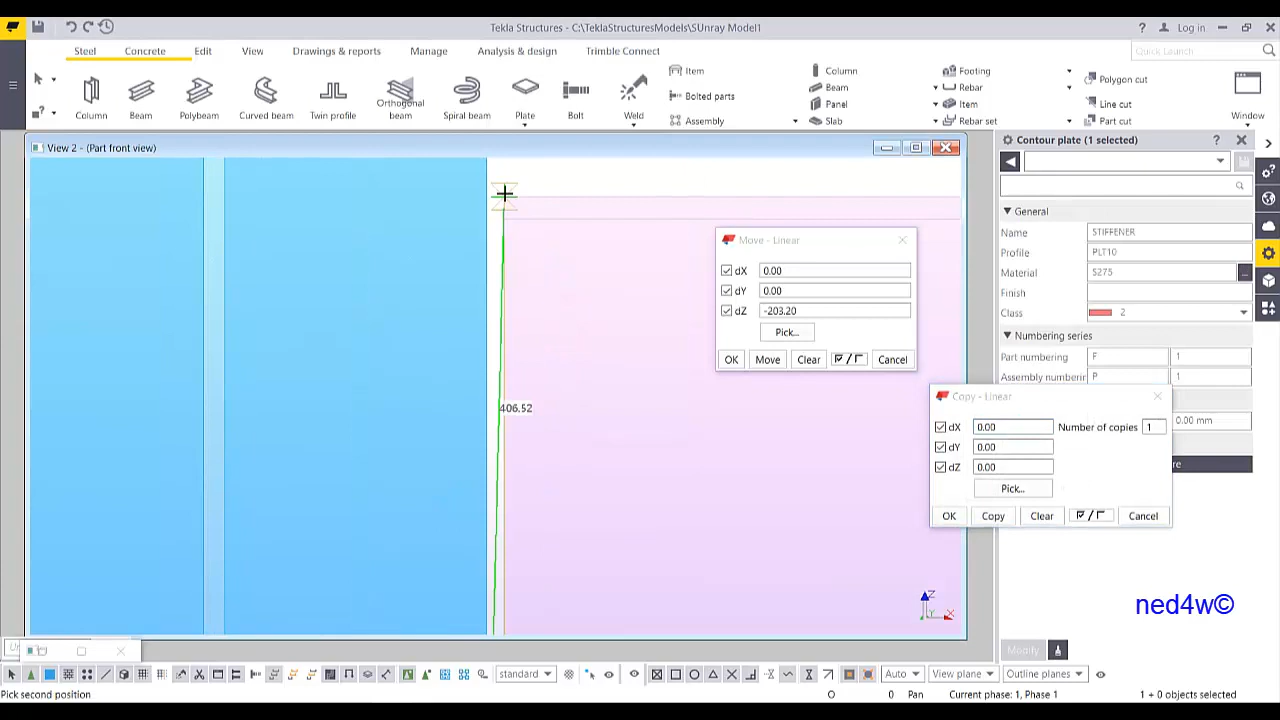 Tekla Structures - C:\TeklaStructuresModels\SUnray Model1
Log in
Steel Concrete Edit View Drawings & reports Manage Analysis & design Trimble Connect
Quick Launch
Column Beam Polybeam Curved beam Twin profile Orthogonal beam Spiral beam Plate Bolt Weld
Item Column Footing Polygon cut
Bolted parts Beam Rebar Line cut
Panel Item
Assembly Slab Rebar set Part cut
Window
View 2 - (Part front view)
Contour plate (1 selected)
General
Name STIFFENER
Profile PLT10
Material S275
Finish
Class 2
Numbering series
Part numbering F 1
Assembly numberin P 1
0.00 mm
re
Modify
Move - Linear
dX 0.00
dY 0.00
dZ -203.20
Pick...
OK Move Clear Cancel
406.52
Copy - Linear
dX 0.00 Number of copies 1
dY 0.00
dZ 0.00
Pick...
OK Copy Clear Cancel
Z
Y X
ned4w©
standard Auto View plane Outline planes
Pick second position O 0 Pan Current phase: 1, Phase 1 1 + 0 objects selected